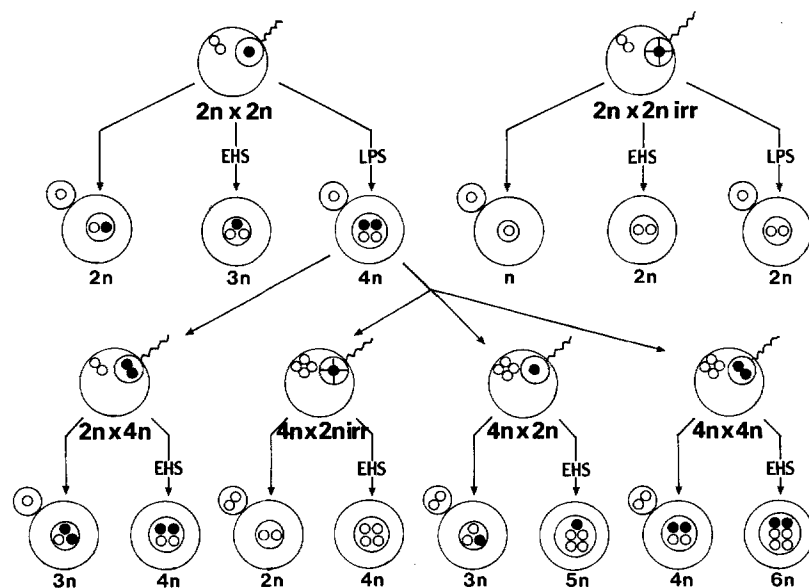 2n x 2n
2n x 2n irr
EHS
LPS
EHS
LPS
2n
3n
4n
n
2n
2n
2n x 4n
4n x 2n irr
4n x 2n
4n x 4n
EHS
EHS
EHS
EHS
3n
4n
2n
4n
3n
5n
4n
6n